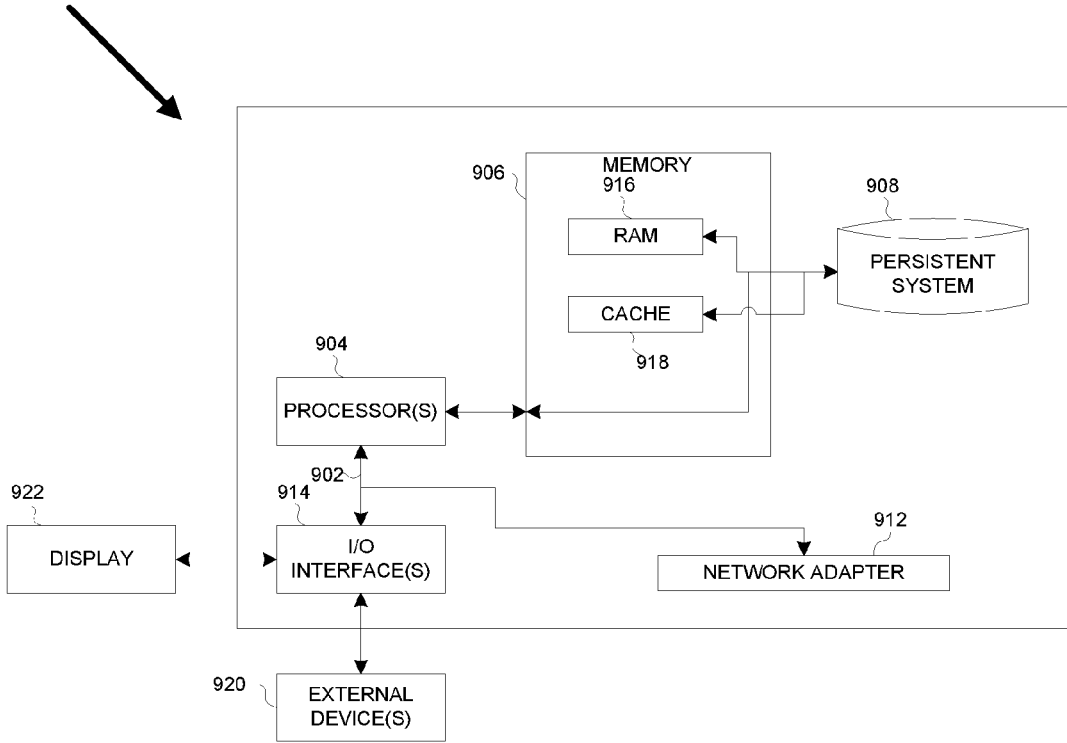 MEMORY
906
916
908
RAM
PERSISTENT
SYSTEM
CACHE
918
904
PROCESSOR(S)
902
914
922
912
DISPLAY
I/O
INTERFACE(S)
NETWORK ADAPTER
920
EXTERNAL
DEVICE(S)